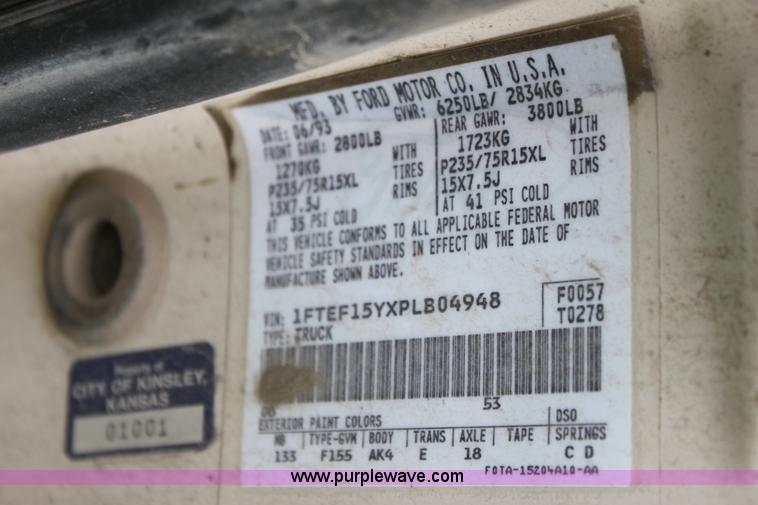 MFD. BY FORD MOTOR CO. IN U.S.A.
DATE: 06/93 GVWR: 6250LB/ 2834KG
FRONT GAWR: 2800LB REAR GAWR: 3800LB
1270KG WITH 1723KG WITH
P235/75R15XL TIRES P235/75R15XL TIRES
15X7.5J RIMS 15X7.5J RIMS
AT 35 PSI COLD AT 41 PSI COLD
THIS VEHICLE CONFORMS TO ALL APPLICABLE FEDERAL MOTOR
VEHICLE SAFETY STANDARDS IN EFFECT ON THE DATE OF
MANUFACTURE SHOWN ABOVE.
VIN: 1FTEF15YXPLB04948 F0057
TYPE: TRUCK T0278
53
EXTERIOR PAINT COLORS DSO
WB TYPE-GVM BODY TRANS AXLE TAPE SPRINGS
133 F155 AK4 E 18 C D
F0TA-15204A10-AA
Property of
CITY OF KINSLEY,
KANSAS
01001
www.purplewave.com